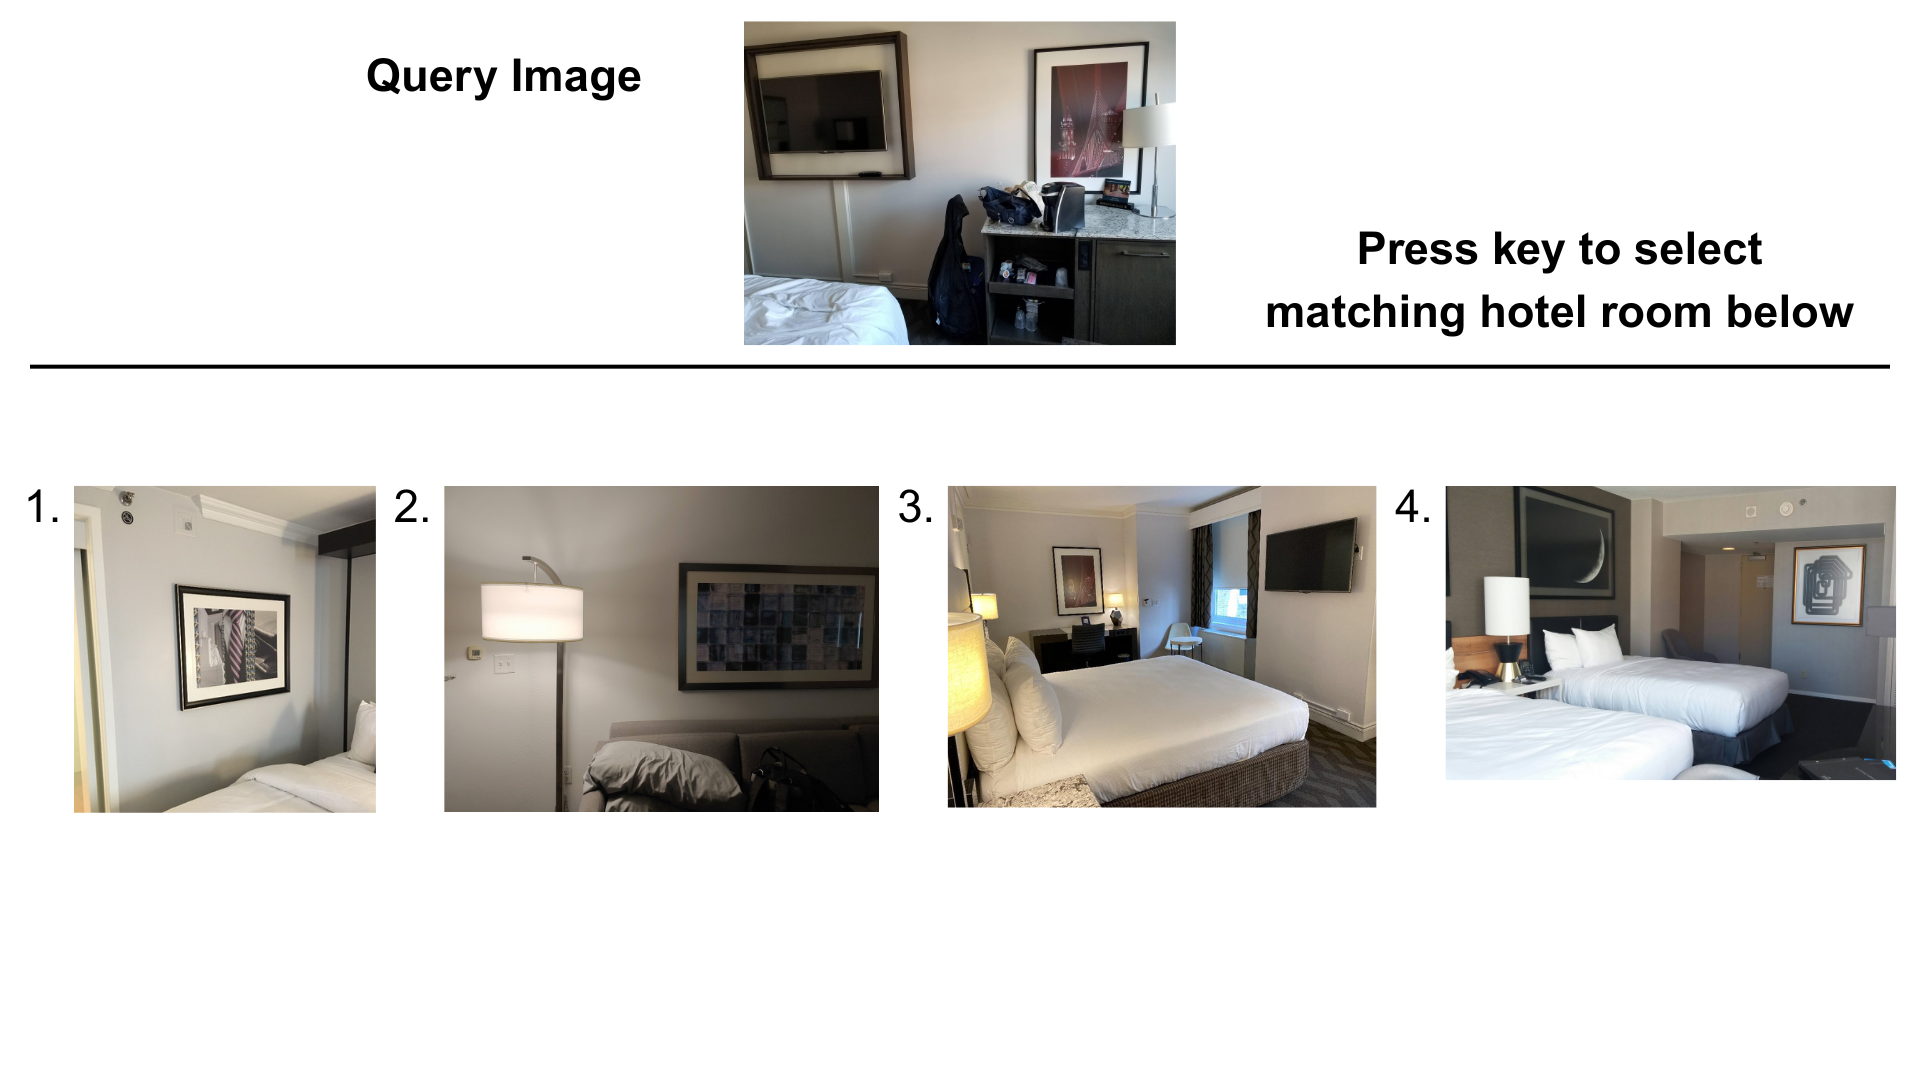 Query Image
Press key to select
matching hotel room below
1.
2.
3.
4.